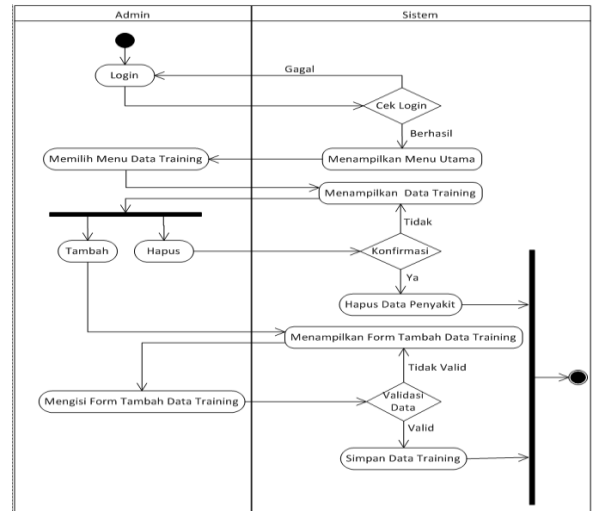 Admin
Sistem
Login
Gagal
Cek Login
Berhasil
Memilih Menu Data Training
Menampilkan Menu Utama
Menampilkan Data Training
Tidak
Tambah
Hapus
Konfirmasi
Ya
Hapus Data Penyakit
Menampilkan Form Tambah Data Training
Tidak Valid
Mengisi Form Tambah Data Training
Validasi
Data
Valid
Simpan Data Training